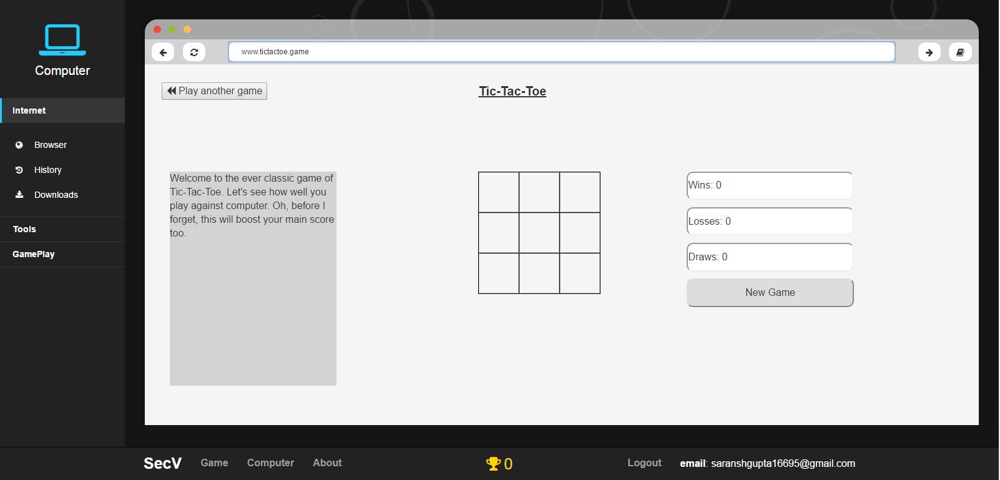 Computer
Internet
Browser
History
Downloads
Tools
GamePlay
www.tictactoe.game
Play another game
Tic-Tac-Toe
Welcome to the ever classic game of
Tic-Tac-Toe. Let's see how well you
play against computer. Oh, before I
forget, this will boost your main score
too.
Wins: 0
Losses: 0
Draws: 0
New Game
SecV Game Computer About 0 Logout email: saranshgupta16695@gmail.com